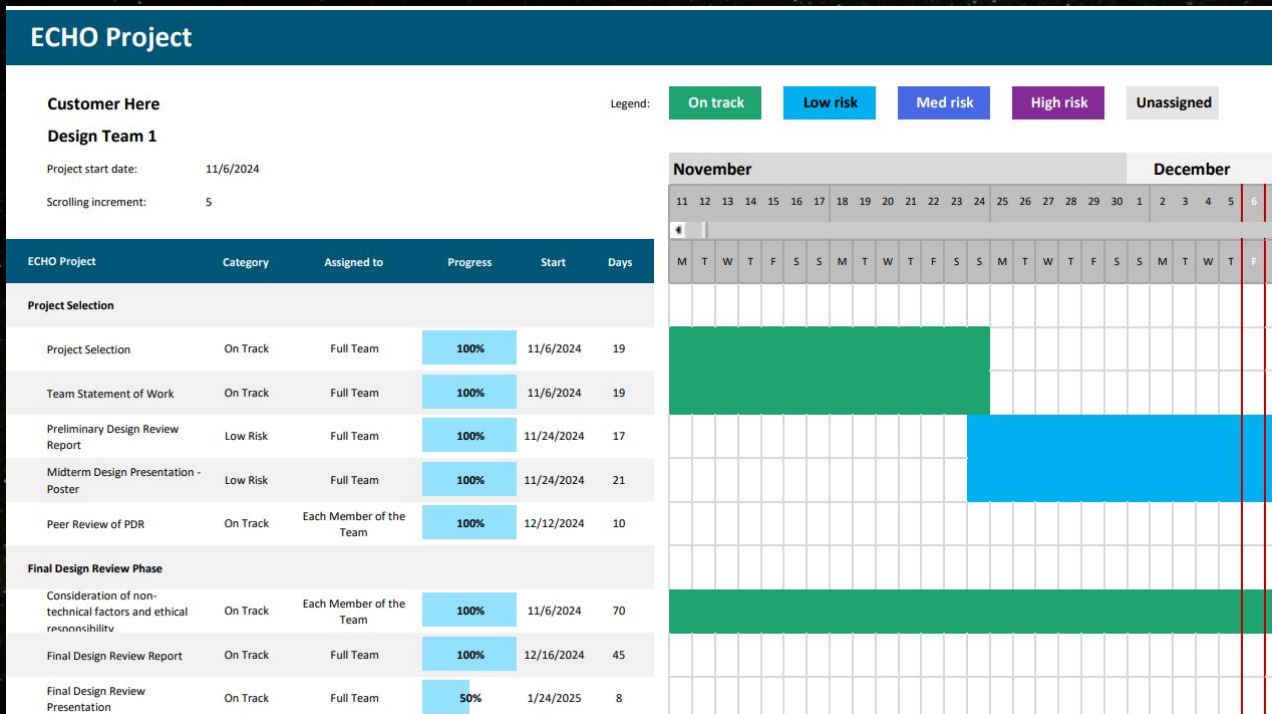 ECHO Project
Customer Here
Legend:
On track
Low risk
Med risk
High risk
Unassigned
Design Team 1
Project start date: 11/6/2024
Scrolling increment: 5
November December
11 12 13 14 15 16 17 18 19 20 21 22 23 24 25 26 27 28 29 30 1 2 3 4 5 6
ECHO Project Category Assigned to Progress Start Days
M T W T F S S M T W T F S S M T W T F S S M T W T F
Project Selection
Project Selection On Track Full Team 100% 11/6/2024 19
Team Statement of Work On Track Full Team 100% 11/6/2024 19
Preliminary Design Review
Report
Low Risk Full Team 100% 11/24/2024 17
Midterm Design Presentation -
Poster
Low Risk Full Team 100% 11/24/2024 21
Peer Review of PDR On Track
Each Member of the
Team
100% 12/12/2024 10
Final Design Review Phase
Consideration of non-
technical factors and ethical
responsibility
On Track
Each Member of the
Team
100% 11/6/2024 70
Final Design Review Report On Track Full Team 100% 12/16/2024 45
Final Design Review
Presentation
On Track Full Team 50% 1/24/2025 8